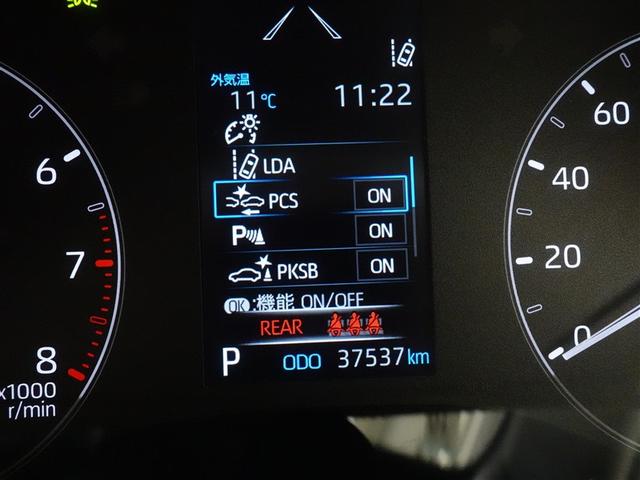 外気温
11℃ 11:22
LDA
PCS ON
P ON
PKSB ON
OK :機能 ON/OFF
REAR
P ODO 37537 km
6
7
8
x1000
r/min
60
40
20
0